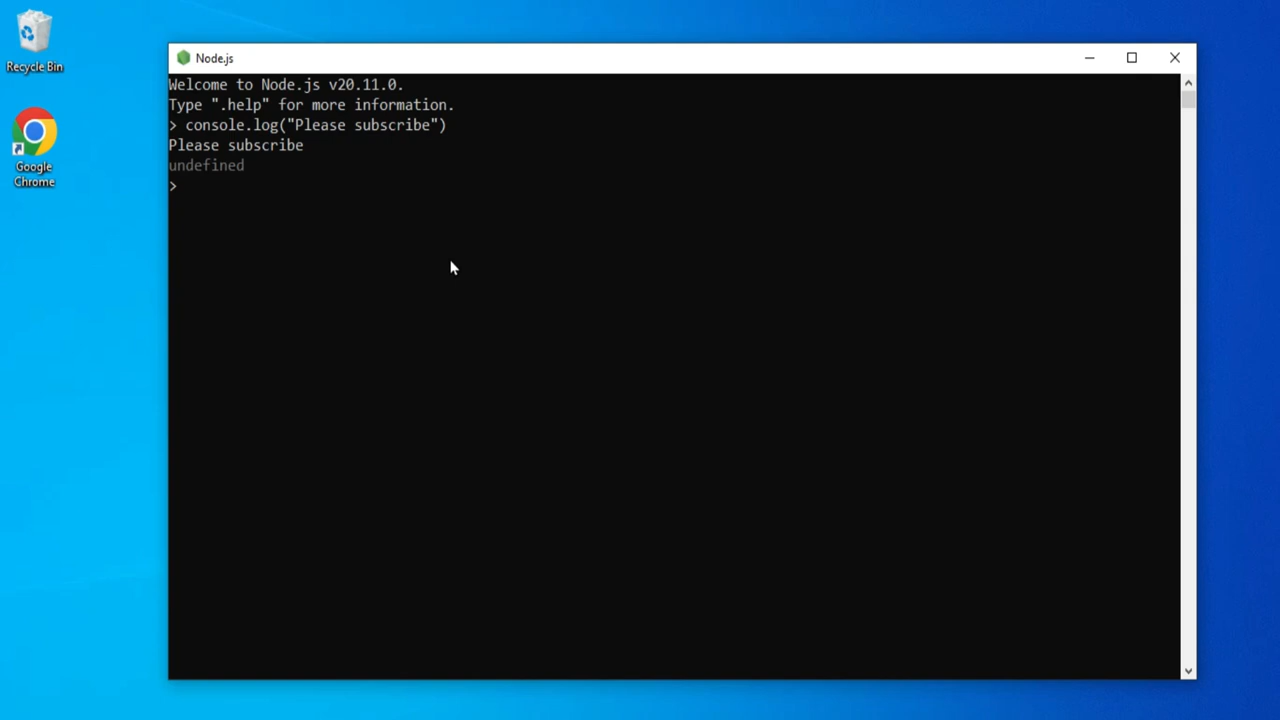 Recycle Bin
Google
Chrome
Node.js
Welcome to Node.js v20.11.0.
Type ".help" for more information.
> console.log("Please subscribe")
Please subscribe
undefined
>